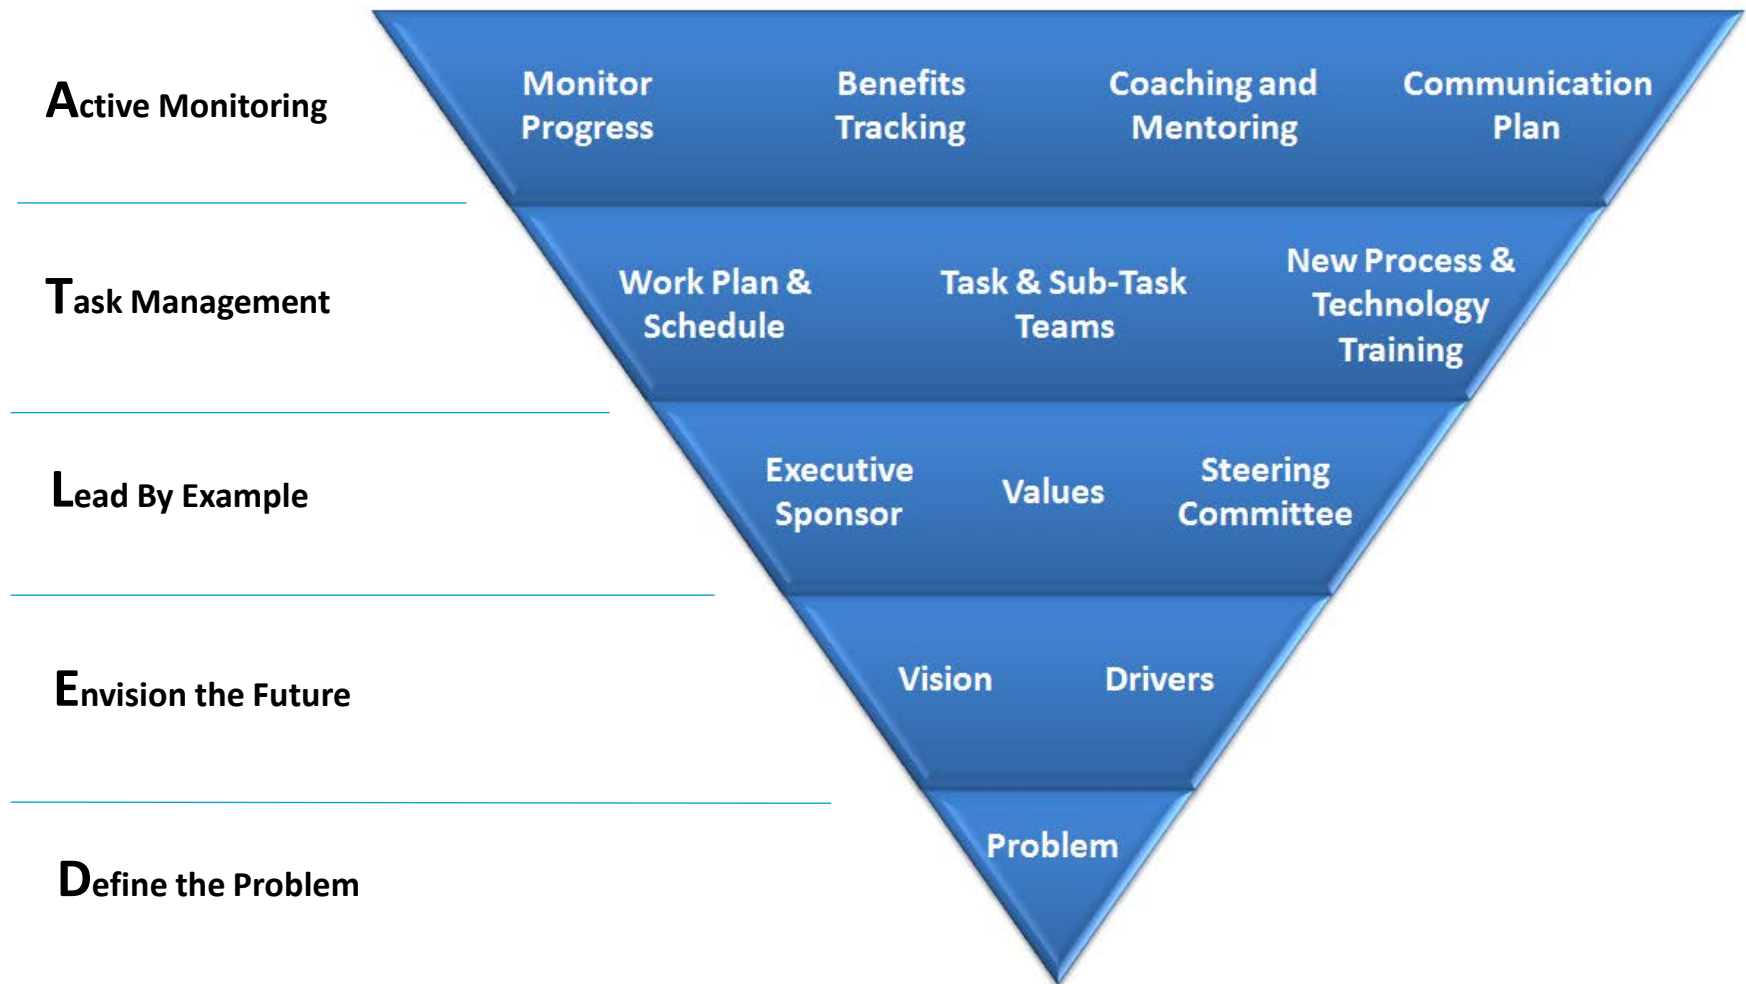 Active Monitoring
Monitor
Progress
Benefits
Tracking
Coaching and
Mentoring
Communication
Plan
Task Management
Work Plan &
Schedule
Task & Sub-Task
Teams
New Process &
Technology
Training
Lead By Example
Executive
Sponsor
Values
Steering
Committee
Envision the Future
Vision
Drivers
Define the Problem
Problem